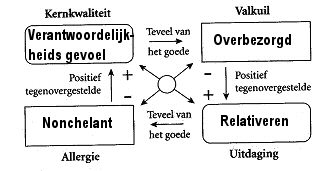 Kernkwaliteit
Valkuil
Verantwoordelijk-
heids gevoel
Teveel van
het goede
Overbezorgd
Positief
tegenovergestelde
+
-
-
+
Positief
tegenovergestelde
Nonchelant
Teveel van
het goede
Relativeren
Allergie
Uitdaging